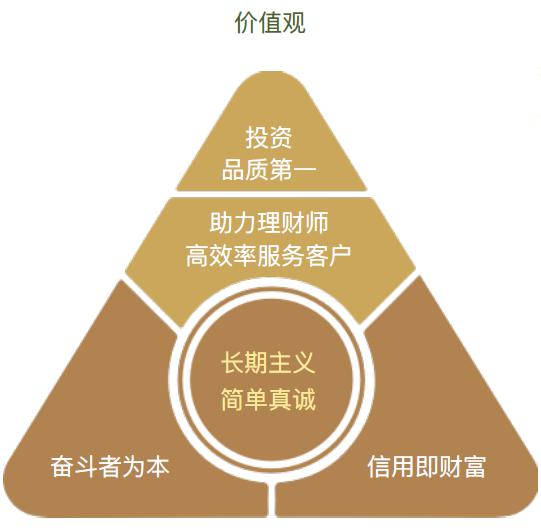 价值观
投资
品质第一
助力理财师
高效率服务客户
长期主义
简单真诚
奋斗者为本
信用即财富